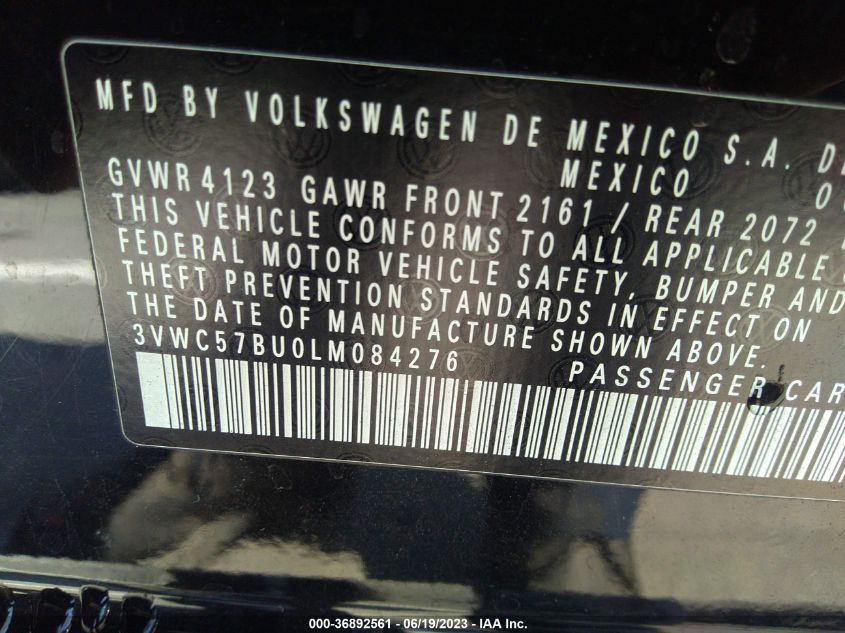 MFD BY VOLKSWAGEN DE MEXICO S.A. DE
MEXICO
GVWR 4123 GAWR FRONT 2161 / REAR 2072
THIS VEHICLE CONFORMS TO ALL APPLICABLE
FEDERAL MOTOR VEHICLE SAFETY, BUMPER AND
THEFT PREVENTION STANDARDS IN EFFECT ON
THE DATE OF MANUFACTURE SHOWN ABOVE.
3VWC57BU0LM084276 PASSENGER CAR
000-36892561 - 06/19/2023 - © IAA Inc.